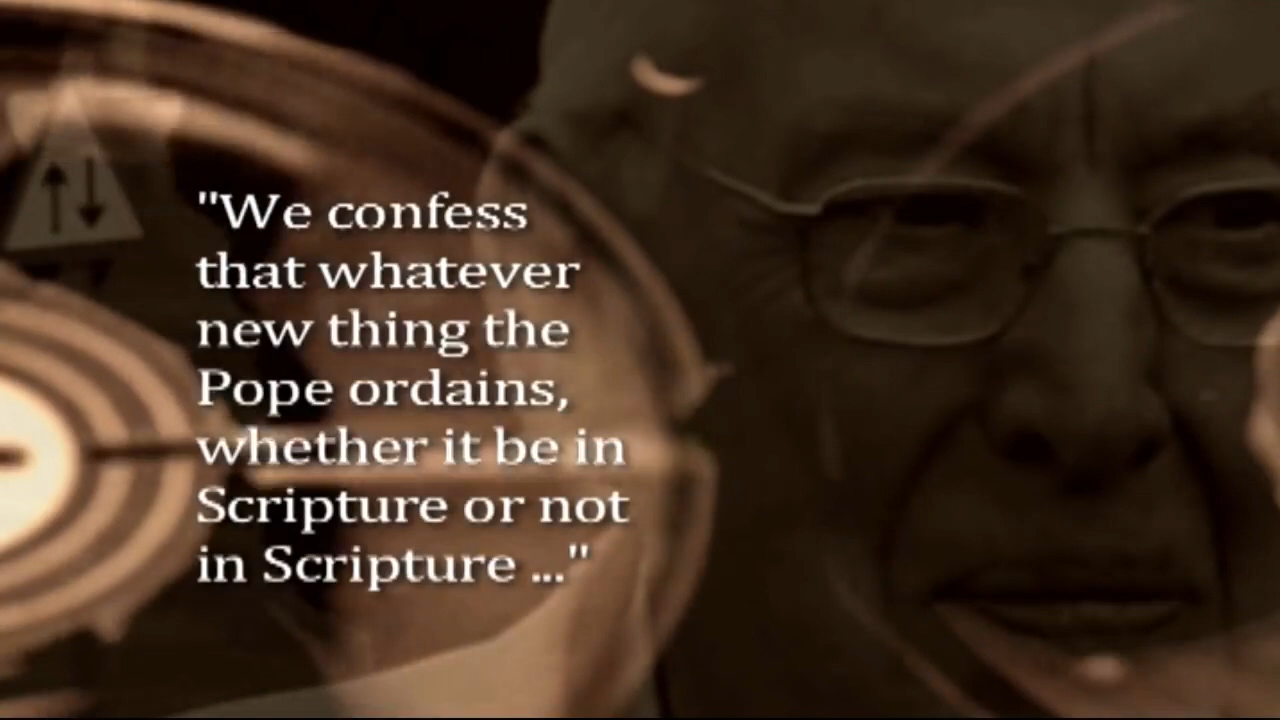 "We confess
that whatever
new thing the
Pope ordains,
whether it be in
Scripture or not
in Scripture ..."